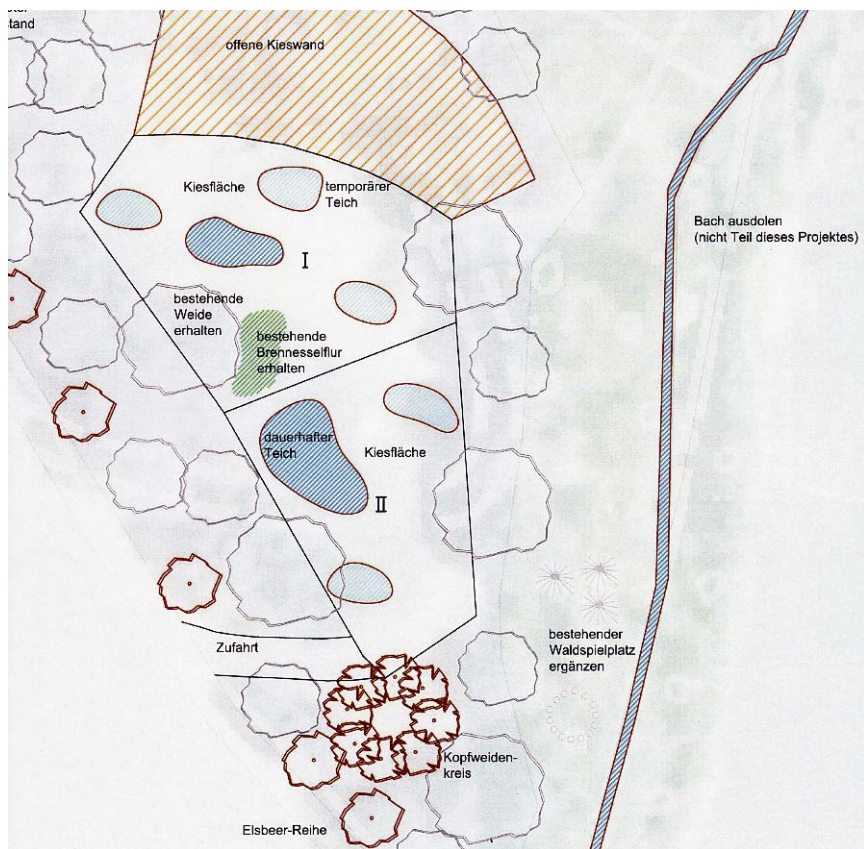 stand
offene Kieswand
Kiesfläche
temporärer
Teich
Bach ausdolen
(nicht Teil dieses Projektes)
I
bestehende
Weide
erhalten
bestehende
Brennesselflur
erhalten
dauerhafter
Teich
Kiesfläche
II
Zufahrt
bestehender
Waldspielplatz
ergänzen
Kopfweiden-
kreis
Elsbeer-Reihe